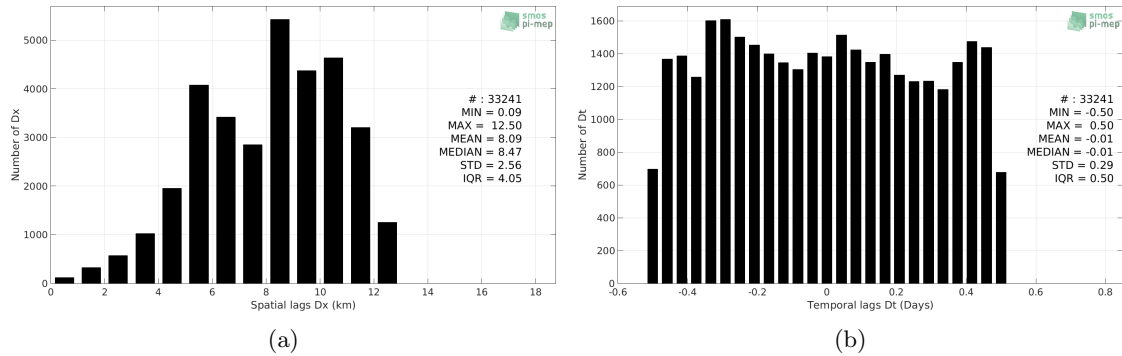 smos
pi-mep
5000
4000
3000
2000
1000
0
Number of Dx
# : 33241
MIN = 0.09
MAX = 12.50
MEAN = 8.09
MEDIAN = 8.47
STD = 2.56
IQR = 4.05
0 2 4 6 8 10 12 14 16 18
Spatial lags Dx (km)
(a)
smos
pi-mep
1600
1400
1200
1000
800
600
400
200
0
Number of Dt
# : 33241
MIN = -0.50
MAX = 0.50
MEAN = -0.01
MEDIAN = -0.01
STD = 0.29
IQR = 0.50
-0.6 -0.4 -0.2 0 0.2 0.4 0.6 0.8
Temporal lags Dt (Days)
(b)